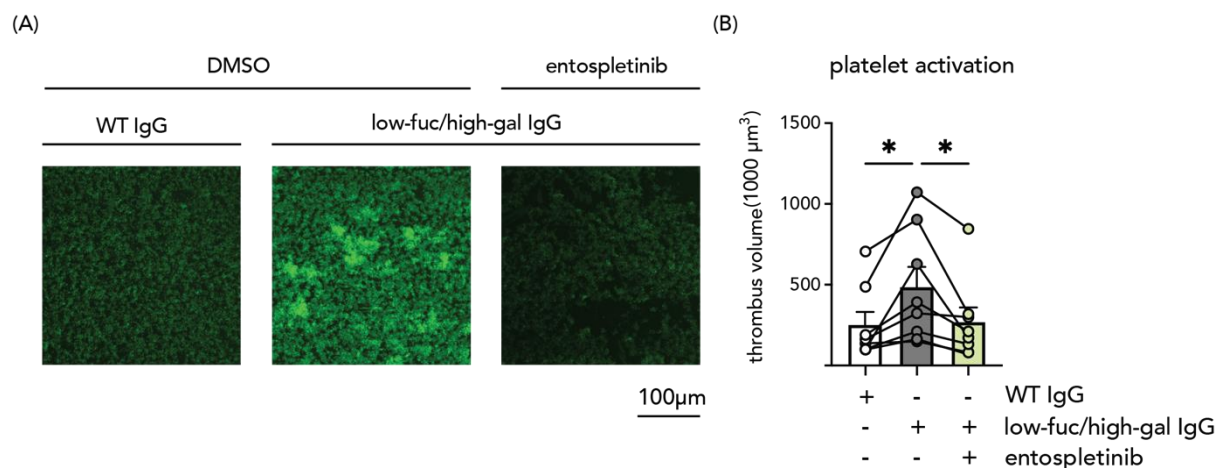 (A)
DMSO
entospletinib
WT IgG
low-fuc/high-gal IgG
100μm
(B)
platelet activation
thrombus volume(1000 μm³)
1500
1000
500
* *
+ - - WT IgG
- + + low-fuc/high-gal IgG
- - + entospletinib